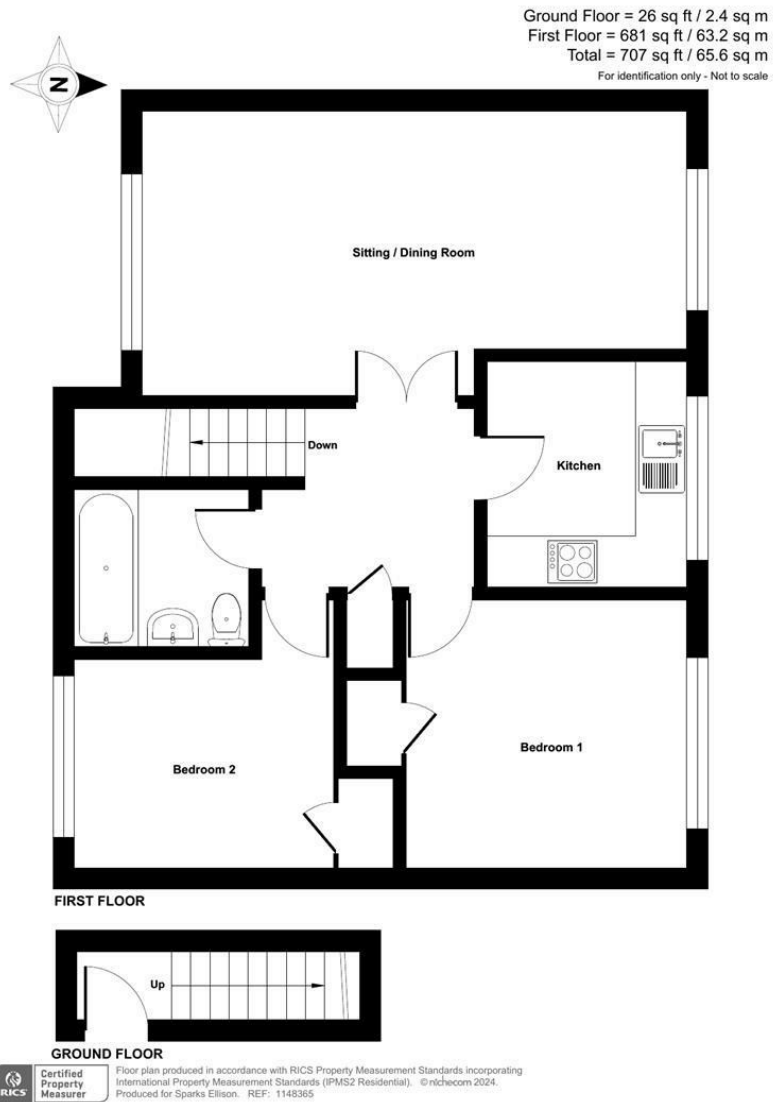 Ground Floor = 26 sq ft / 2.4 sq m
First Floor = 681 sq ft / 63.2 sq m
Total = 707 sq ft / 65.6 sq m
For identification only - Not to scale
N
Sitting / Dining Room
Down
Kitchen
Bedroom 1
Bedroom 2
FIRST FLOOR
Up
GROUND FLOOR
RICS
Certified
Property
Measurer
Floor plan produced in accordance with RICS Property Measurement Standards incorporating
International Property Measurement Standards (IPMS2 Residential). © nichecom 2024.
Produced for Sparks Ellison. REF: 1148365